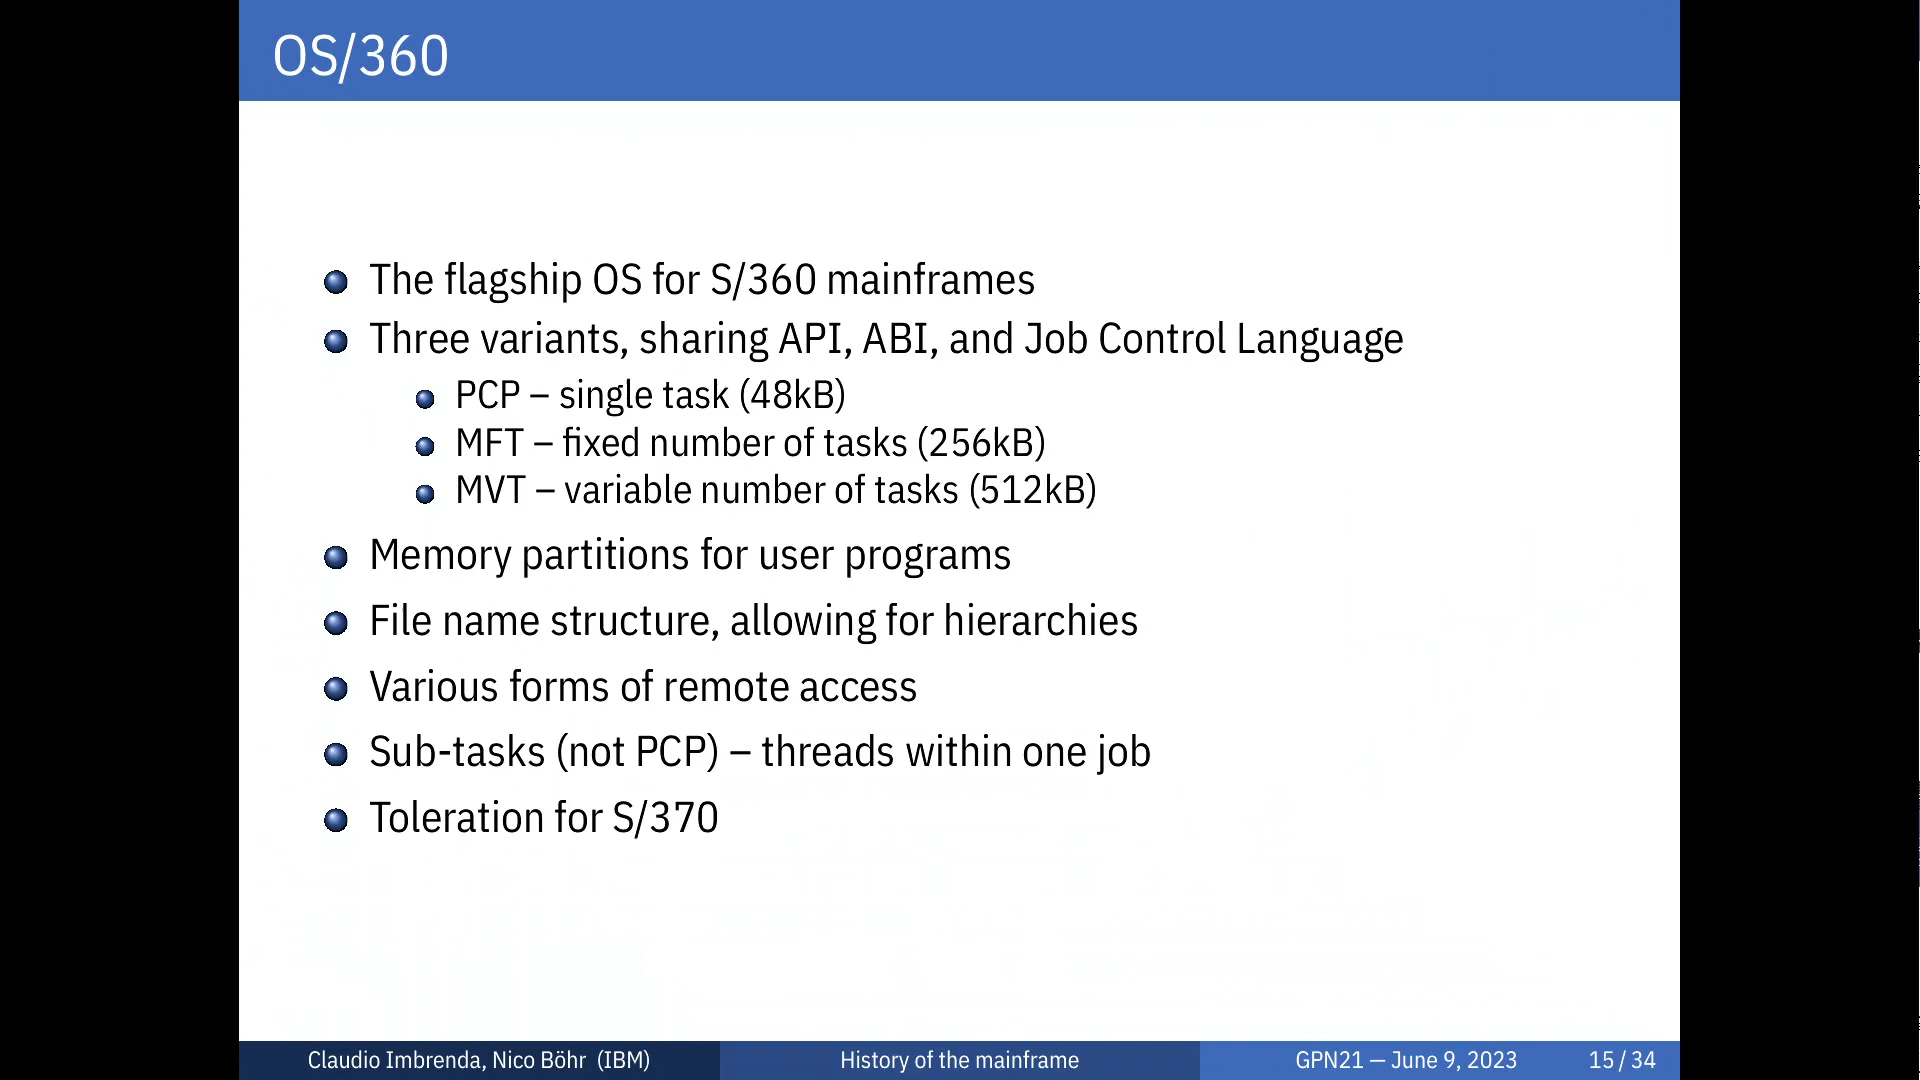 OS/360
The flagship OS for S/360 mainframes
Three variants, sharing API, ABI, and Job Control Language
PCP – single task (48kB)
MFT – fixed number of tasks (256kB)
MVT – variable number of tasks (512kB)
Memory partitions for user programs
File name structure, allowing for hierarchies
Various forms of remote access
Sub-tasks (not PCP) – threads within one job
Toleration for S/370
Claudio Imbrenda, Nico Böhr (IBM)
History of the mainframe
GPN21 — June 9, 2023
15 / 34